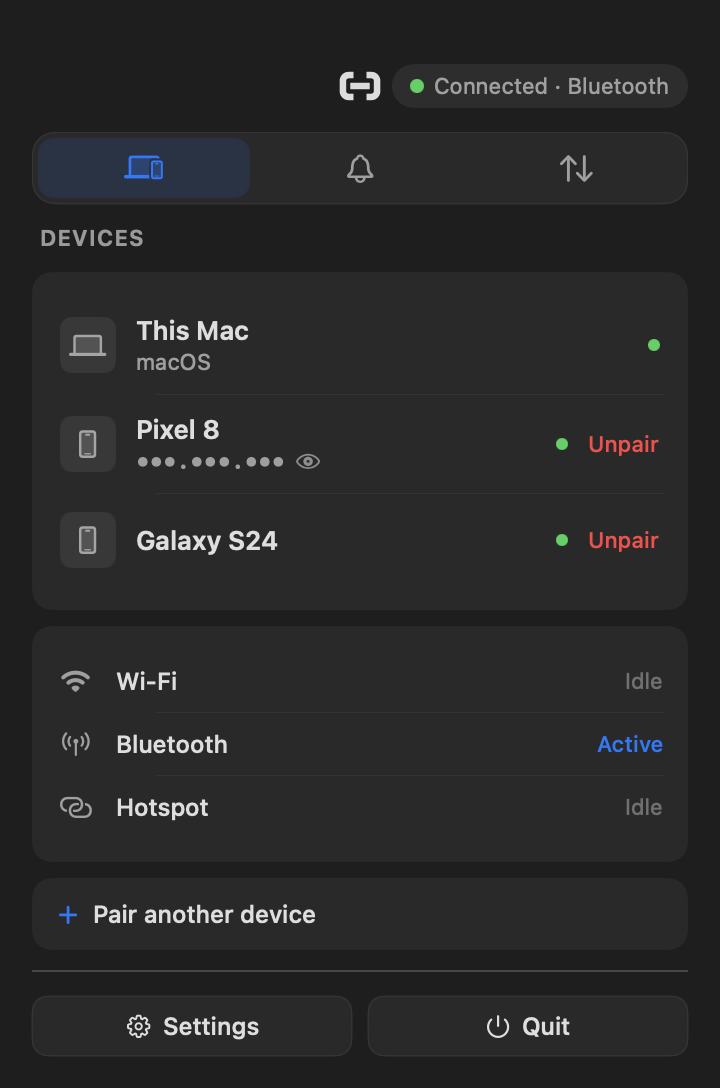 Connected · Bluetooth
DEVICES
This Mac
macOS
Pixel 8
•••.•••.•••
Unpair
Galaxy S24
Unpair
Wi-Fi
Idle
Bluetooth
Active
Hotspot
Idle
+ Pair another device
Settings
Quit